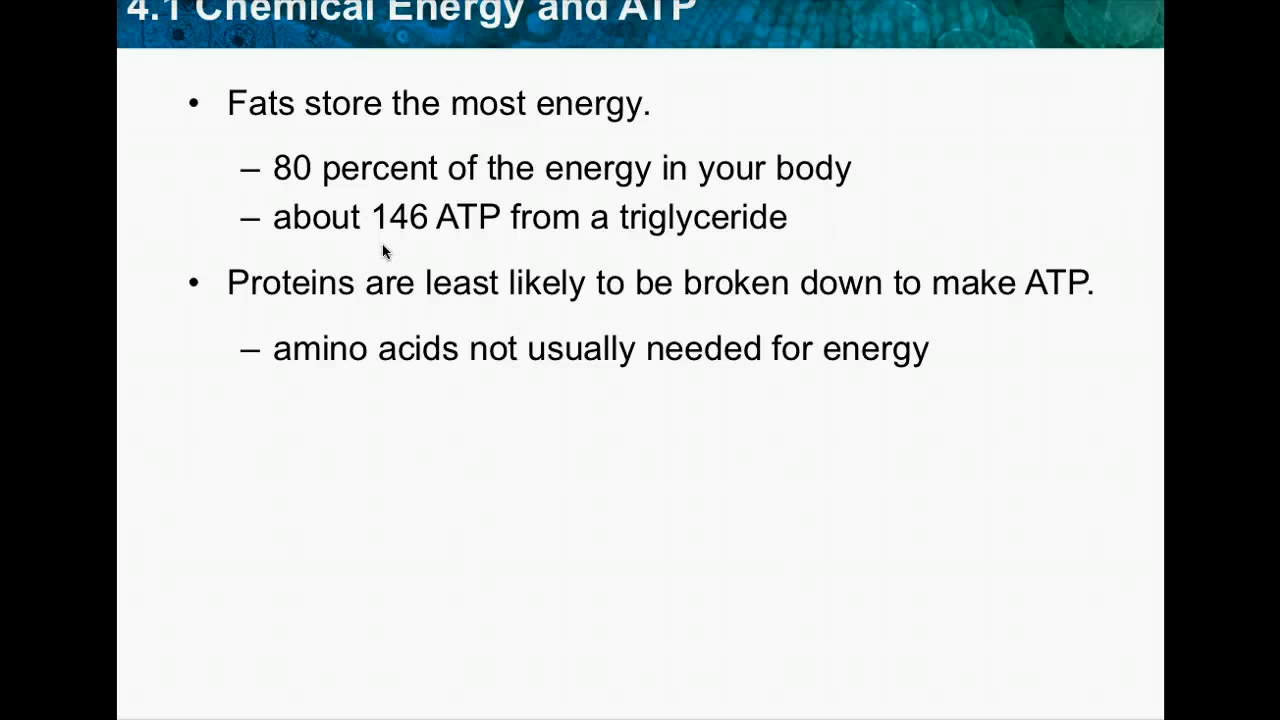 4.1 Chemical Energy and ATP
• Fats store the most energy.
– 80 percent of the energy in your body
– about 146 ATP from a triglyceride
• Proteins are least likely to be broken down to make ATP.
– amino acids not usually needed for energy